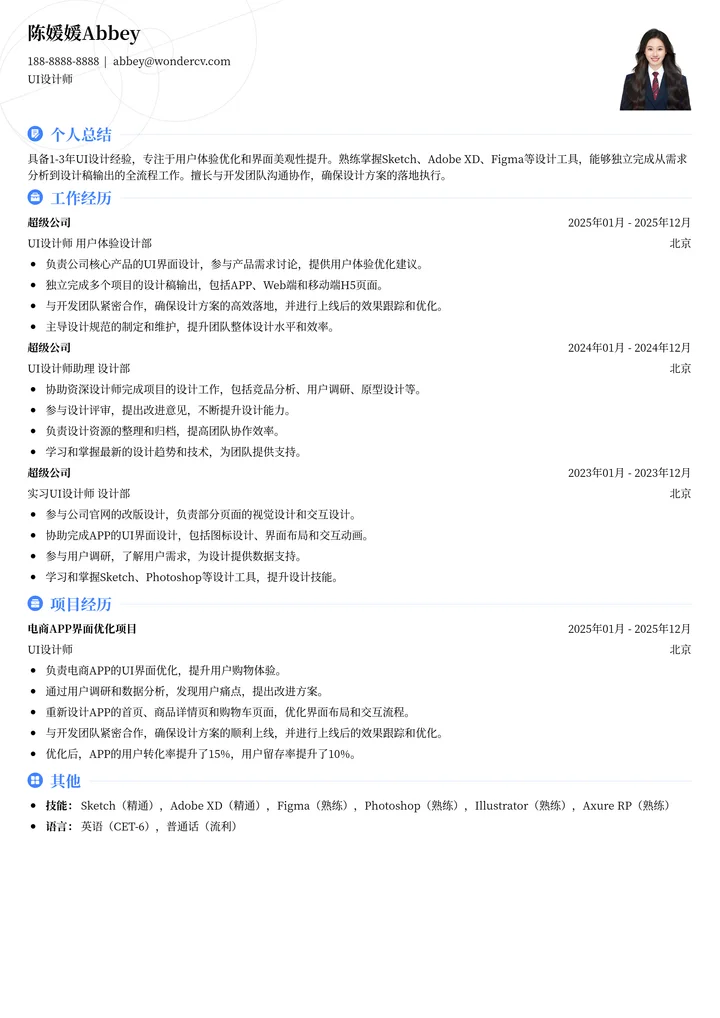 陈媛媛Abbey
188-8888-8888 | abbey@wondercv.com
UI设计师
个人总结
具备1-3年UI设计经验，专注于用户体验优化和界面美观性提升。熟练掌握Sketch、Adobe XD、Figma等设计工具，能够独立完成从需求
分析到设计稿输出的全流程工作。擅长与开发团队沟通协作，确保设计方案的落地执行。
工作经历
超级公司 2025年01月 - 2025年12月
UI设计师 用户体验设计部 北京
• 负责公司核心产品的UI界面设计，参与产品需求讨论，提供用户体验优化建议。
• 独立完成多个项目的设计稿输出，包括APP、Web端和移动端H5页面。
• 与开发团队紧密合作，确保设计方案的高效落地，并进行上线后的效果跟踪和优化。
• 主导设计规范的制定和维护，提升团队整体设计水平和效率。
超级公司 2024年01月 - 2024年12月
UI设计师助理 设计部 北京
• 协助资深设计师完成项目的设计工作，包括竞品分析、用户调研、原型设计等。
• 参与设计评审，提出改进意见，不断提升设计能力。
• 负责设计资源的整理和归档，提高团队协作效率。
• 学习和掌握最新的设计趋势和技术，为团队提供支持。
超级公司 2023年01月 - 2023年12月
实习UI设计师 设计部 北京
• 参与公司官网的改版设计，负责部分页面的视觉设计和交互设计。
• 协助完成APP的UI界面设计，包括图标设计、界面布局和交互动画。
• 参与用户调研，了解用户需求，为设计提供数据支持。
• 学习和掌握Sketch、Photoshop等设计工具，提升设计技能。
项目经历
电商APP界面优化项目 2025年01月 - 2025年12月
UI设计师 北京
• 负责电商APP的UI界面优化，提升用户购物体验。
• 通过用户调研和数据分析，发现用户痛点，提出改进方案。
• 重新设计APP的首页、商品详情页和购物车页面，优化界面布局和交互流程。
• 与开发团队紧密合作，确保设计方案的顺利上线，并进行上线后的效果跟踪和优化。
• 优化后，APP的用户转化率提升了15%，用户留存率提升了10%。
其他
• 技能： Sketch（精通）, Adobe XD（精通）, Figma（熟练）, Photoshop（熟练）, Illustrator（熟练）, Axure RP（熟练）
• 语言： 英语（CET-6）, 普通话（流利）